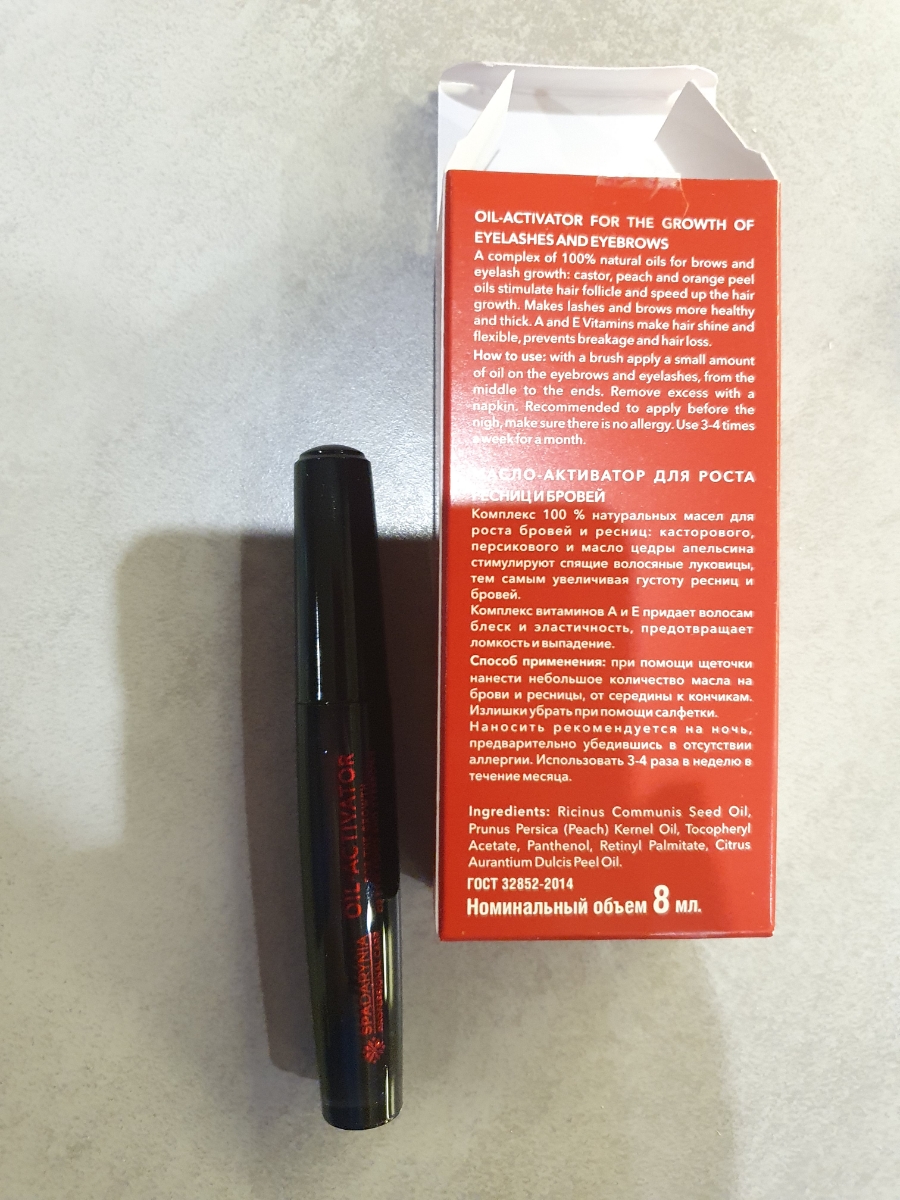 OIL-ACTIVATOR FOR THE GROWTH OF
EYELASHES AND EYEBROWS
A complex of 100% natural oils for brows and
eyelash growth: castor, peach and orange peel
oils stimulate hair follicle and speed up the hair
growth. Makes lashes and brows more healthy
and thick. A and E Vitamins make hair shine and
flexible, prevents breakage and hair loss.
How to use: with a brush apply a small amount
of oil on the eyebrows and eyelashes, from the
middle to the ends. Remove excess with a
napkin. Recommended to apply before the
nigh, make sure there is no allergy. Use 3-4 times
a week for a month.
МАСЛО-АКТИВАТОР ДЛЯ РОСТА
РЕСНИЦ И БРОВЕЙ
Комплекс 100 % натуральных масел для
роста бровей и ресниц: касторового,
персикового и масло цедры апельсина
стимулируют спящие волосяные луковицы,
тем самым увеличивая густоту ресниц и
бровей.
Комплекс витаминов А и Е придает волосам
блеск и эластичность, предотвращает
ломкость и выпадение.
Способ применения: при помощи щеточки
нанести небольшое количество масла на
брови и ресницы, от середины к кончикам.
Излишки убрать при помощи салфетки.
Наносить рекомендуется на ночь,
предварительно убедившись в отсутствии
аллергии. Использовать 3-4 раза в неделю в
течение месяца.
Ingredients: Ricinus Communis Seed Oil,
Prunus Persica (Peach) Kernel Oil, Tocopheryl
Acetate, Panthenol, Retinyl Palmitate, Citrus
Aurantium Dulcis Peel Oil.
ГОСТ 32852-2014
Номинальный объем 8 мл.
SPADARYNIA
PROFESSIONAL CARE
OIL-ACTIVATOR